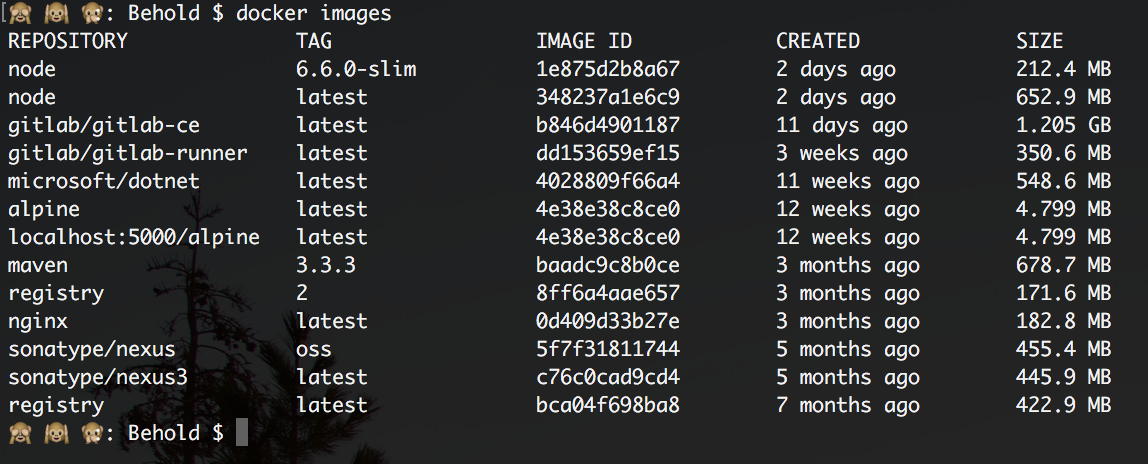 [🙈 🙉 🙊: Behold $ docker images
REPOSITORY TAG IMAGE ID CREATED SIZE
node 6.6.0-slim 1e875d2b8a67 2 days ago 212.4 MB
node latest 348237a1e6c9 2 days ago 652.9 MB
gitlab/gitlab-ce latest b846d4901187 11 days ago 1.205 GB
gitlab/gitlab-runner latest dd153659ef15 3 weeks ago 350.6 MB
microsoft/dotnet latest 4028809f66a4 11 weeks ago 548.6 MB
alpine latest 4e38e38c8ce0 12 weeks ago 4.799 MB
localhost:5000/alpine latest 4e38e38c8ce0 12 weeks ago 4.799 MB
maven 3.3.3 baadc9c8b0ce 3 months ago 678.7 MB
registry 2 8ff6a4aae657 3 months ago 171.6 MB
nginx latest 0d409d33b27e 3 months ago 182.8 MB
sonatype/nexus oss 5f7f31811744 5 months ago 455.4 MB
sonatype/nexus3 latest c76c0cad9cd4 5 months ago 445.9 MB
registry latest bca04f698ba8 7 months ago 422.9 MB
🙈 🙉 🙊: Behold $